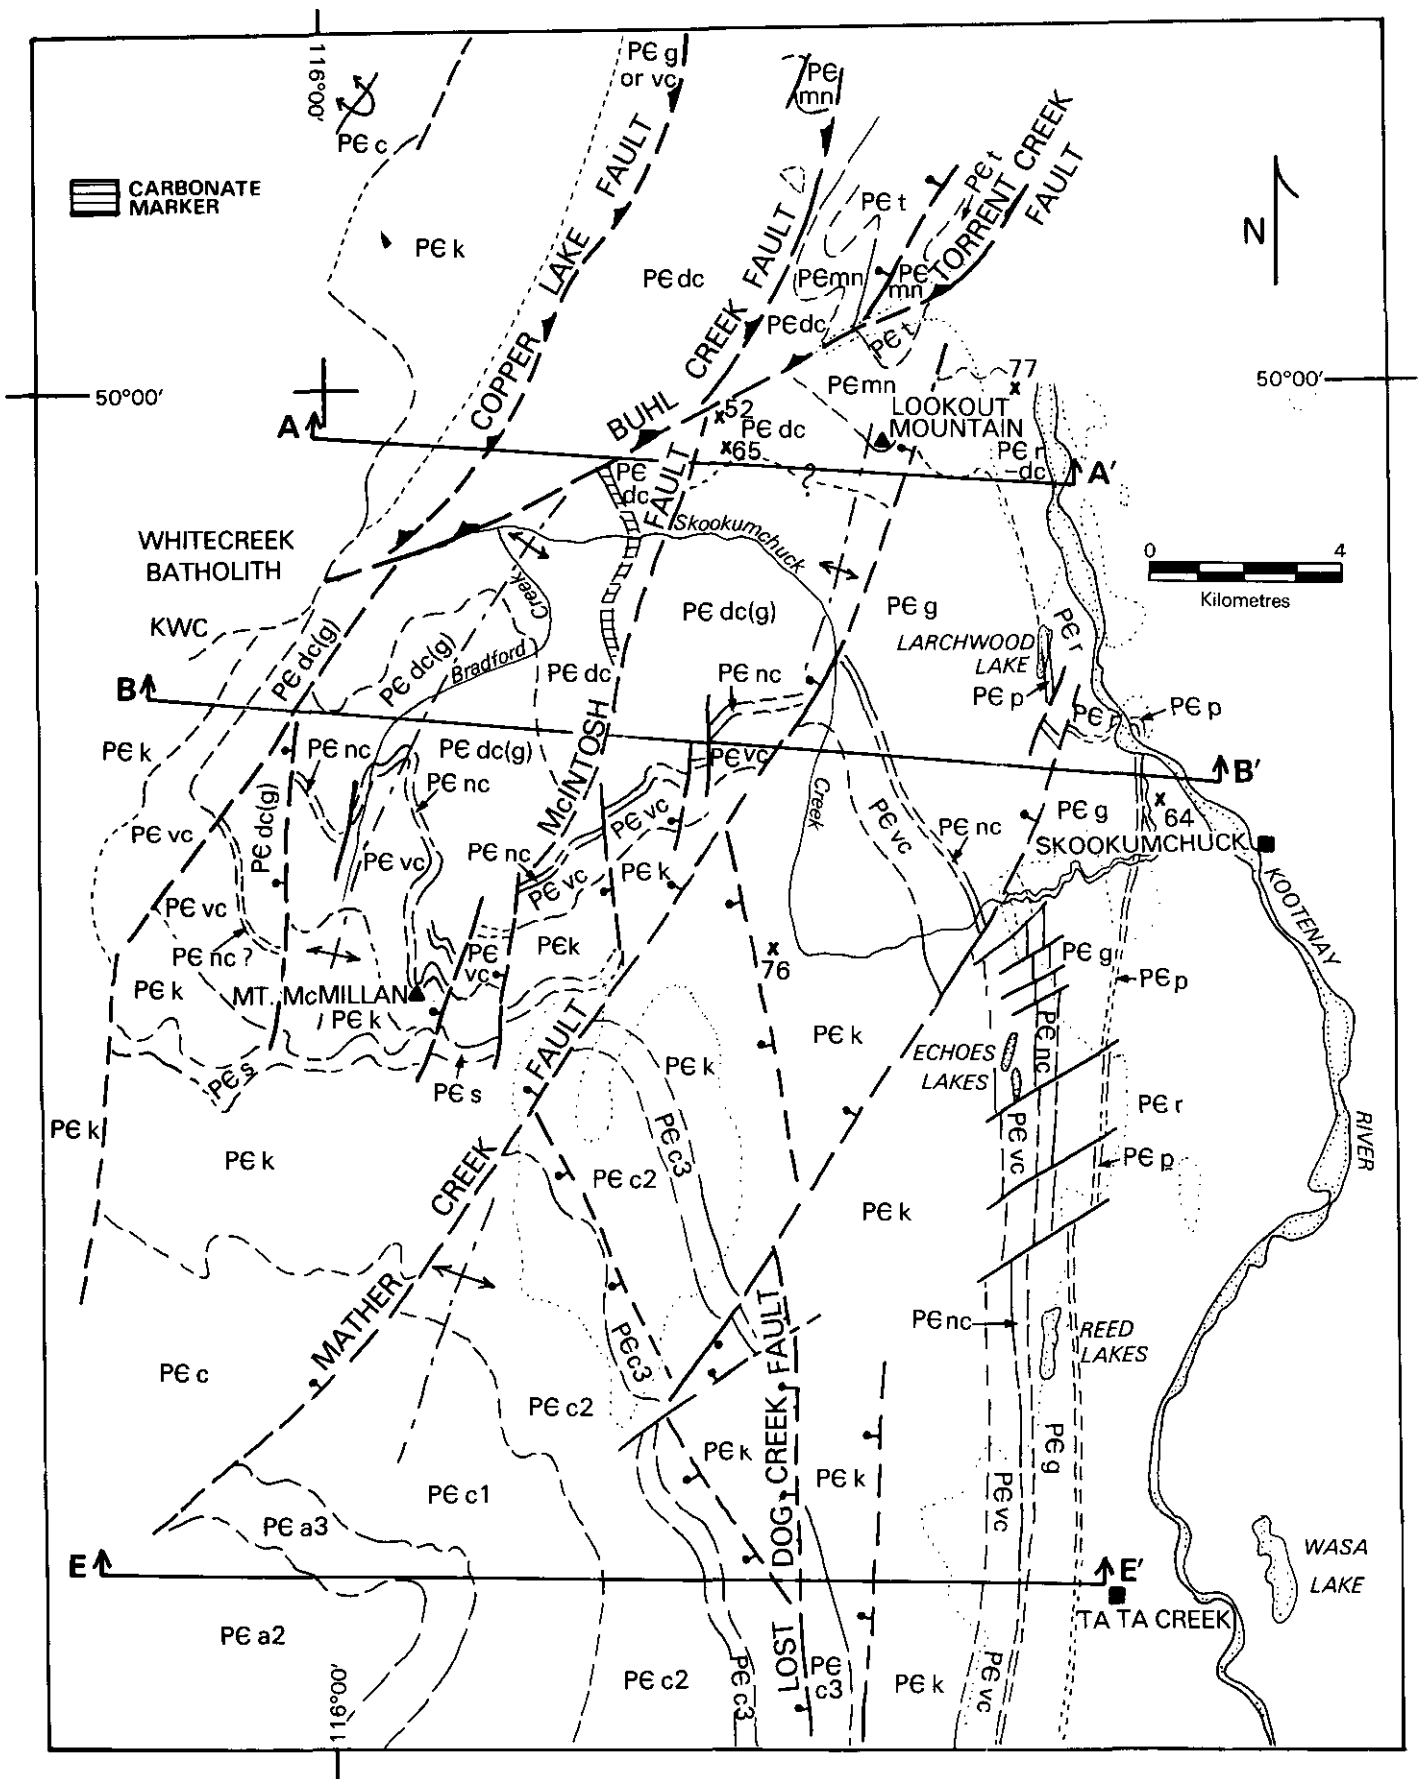 116°00'
PЄ g
or vc
PЄ
mn
PЄ c
CARBONATE
MARKER
PЄ k
COPPER LAKE FAULT
PЄ dc
BUHL CREEK FAULT
PЄ t
PЄ t
TORRENT CREEK
FAULT
PЄmn
PЄ
mn
PЄdc
PЄ t
N
50°00'
50°00'
PЄmn
77
LOOKOUT
MOUNTAIN
52
PЄ dc
65
A
A'
PЄ r
–dc
?
PЄ
dc
Skookumchuck
Creek
WHITECREEK
BATHOLITH
0
4
Kilometres
KWC
PЄ dc(g)
PЄ dc(g)
Bradford
Creek
PЄ dc(g)
PЄ g
PЄ r
LARCHWOOD
LAKE
PЄ dc
PЄ nc
PЄ p
PЄ r
PЄ p
B
B'
PЄ k
PЄ nc
PЄ dc(g)
PЄ nc
McINTOSH FAULT
PЄ vc
PЄ vc
PЄ dc(g)
PЄ vc
PЄ vc
PЄ nc
PЄ vc
PЄ k
PЄ vc
PЄ nc
PЄ g
64
SKOOKUMCHUCK
KOOTENAY
RIVER
PЄ vc
PЄ nc ?
PЄ
vc
PЄk
76
PЄ g
PЄ p
PЄ k
MT. McMILLAN
PЄ k
PЄ s
PЄ s
PЄ k
PЄ k
ECHOES
LAKES
PЄ nc
PЄ r
PЄ k
PЄ k
PЄ c2
PЄ c3
PЄ vc
PЄ p
MATHER CREEK FAULT
PЄ k
PЄnc
REED
LAKES
PЄ c
PЄc3
PЄ c2
LOST DOG CREEK FAULT
PЄ k
PЄ k
PЄ g
PЄ c1
PЄ vc
PЄ a3
WASA
LAKE
E
E'
TA TA CREEK
PЄ a2
PЄ c2
PЄ c3
PЄ
c3
PЄ k
PЄ vc
116°00'